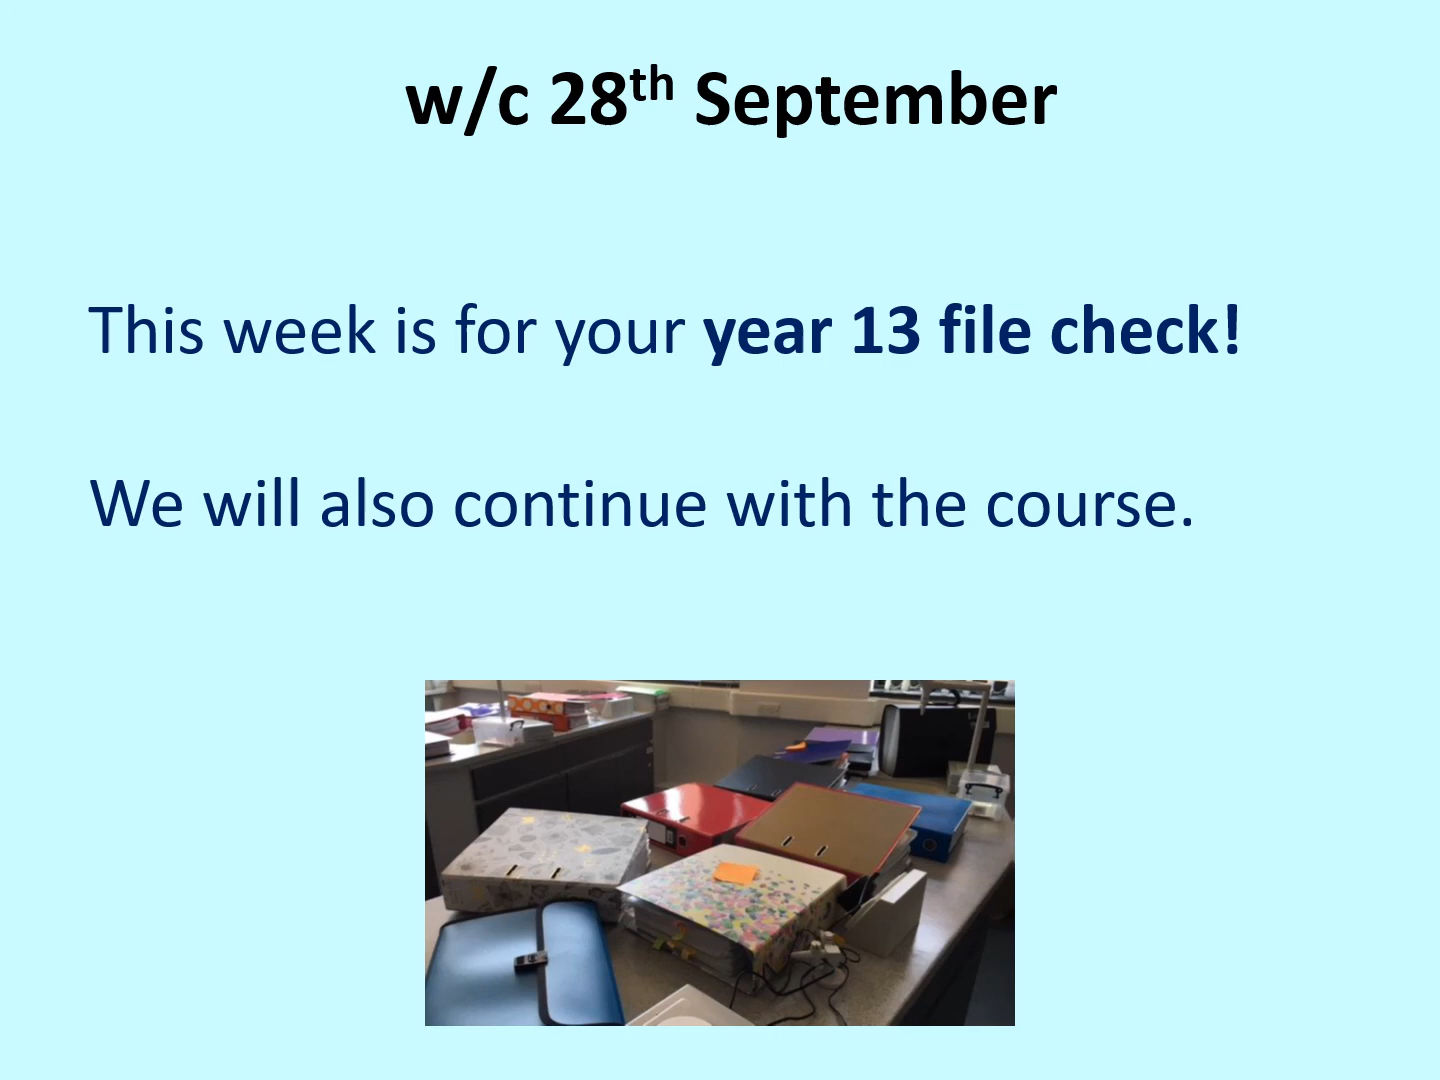 w/c 28th September
This week is for your year 13 file check!
We will also continue with the course.